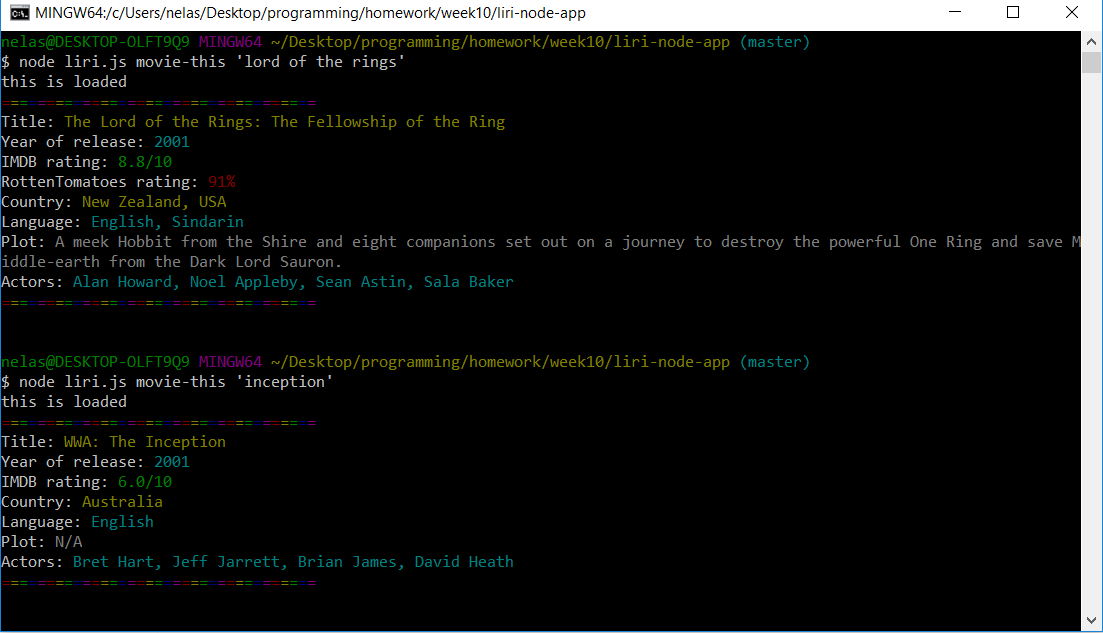 MINGW64:/c/Users/nelas/Desktop/programming/homework/week10/liri-node-app
nelas@DESKTOP-OLFT9Q9 MINGW64 ~/Desktop/programming/homework/week10/liri-node-app (master)
$ node liri.js movie-this 'lord of the rings'
this is loaded
===================================
Title: The Lord of the Rings: The Fellowship of the Ring
Year of release: 2001
IMDB rating: 8.8/10
RottenTomatoes rating: 91%
Country: New Zealand, USA
Language: English, Sindarin
Plot: A meek Hobbit from the Shire and eight companions set out on a journey to destroy the powerful One Ring and save M
iddle-earth from the Dark Lord Sauron.
Actors: Alan Howard, Noel Appleby, Sean Astin, Sala Baker
===================================
nelas@DESKTOP-OLFT9Q9 MINGW64 ~/Desktop/programming/homework/week10/liri-node-app (master)
$ node liri.js movie-this 'inception'
this is loaded
===================================
Title: WWA: The Inception
Year of release: 2001
IMDB rating: 6.0/10
Country: Australia
Language: English
Plot: N/A
Actors: Bret Hart, Jeff Jarrett, Brian James, David Heath
===================================